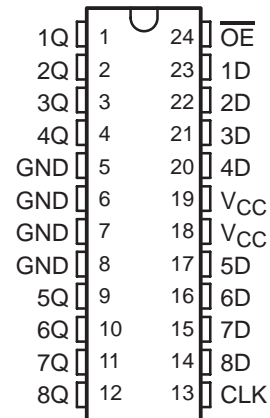 1Q 1 24 OE
2Q 2 23 1D
3Q 3 22 2D
4Q 4 21 3D
GND 5 20 4D
GND 6 19 VCC
GND 7 18 VCC
GND 8 17 5D
5Q 9 16 6D
6Q 10 15 7D
7Q 11 14 8D
8Q 12 13 CLK